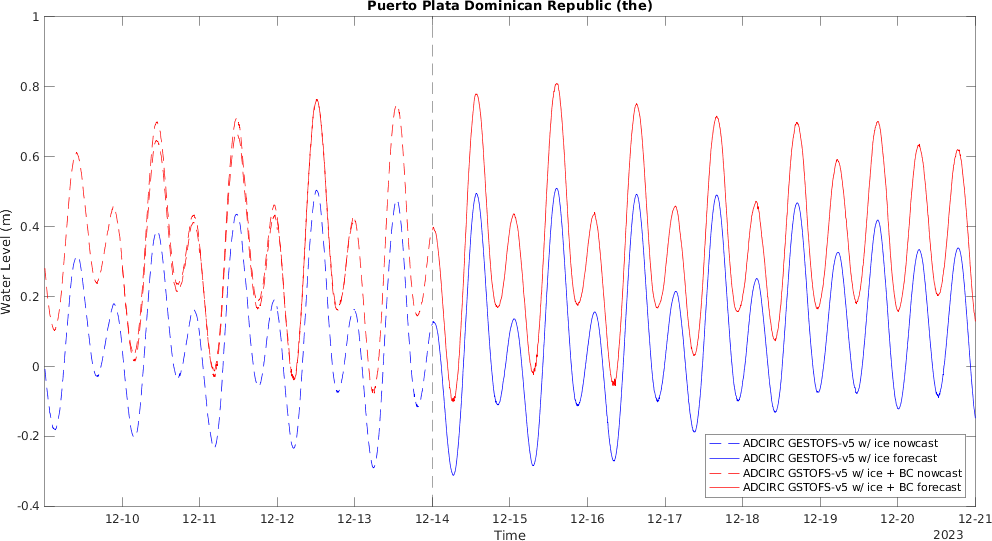 Puerto Plata Dominican Republic (the)
1
0.8
0.6
0.4
0.2
0
-0.2
-0.4
Water Level (m)
ADCIRC GESTOFS-v5 w/ ice nowcast
ADCIRC GESTOFS-v5 w/ ice forecast
ADCIRC GSTOFS-v5 w/ ice + BC nowcast
ADCIRC GSTOFS-v5 w/ ice + BC forecast
12-10 12-11 12-12 12-13 12-14 12-15 12-16 12-17 12-18 12-19 12-20 12-21
Time
2023